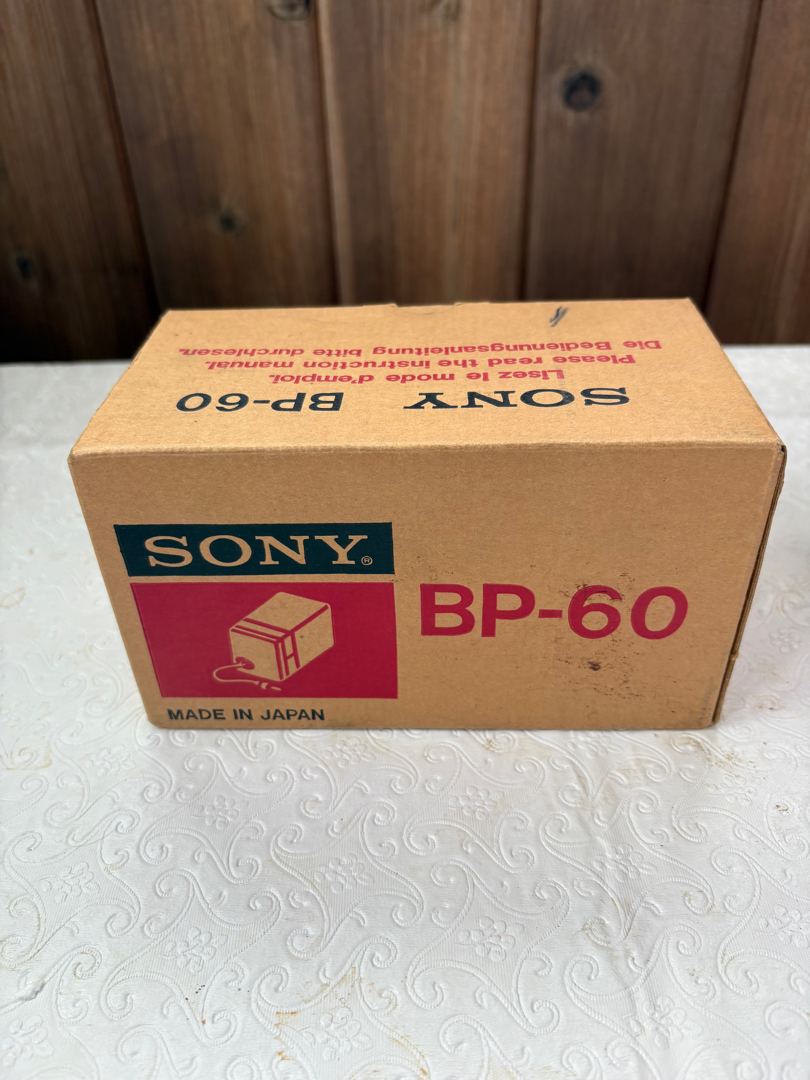 SONY BP-60
Lisez le mode d'emploi.
Please read the instruction manual.
Die Bedienungsanleitung bitte durchlesen.
SONY®
BP-60
MADE IN JAPAN